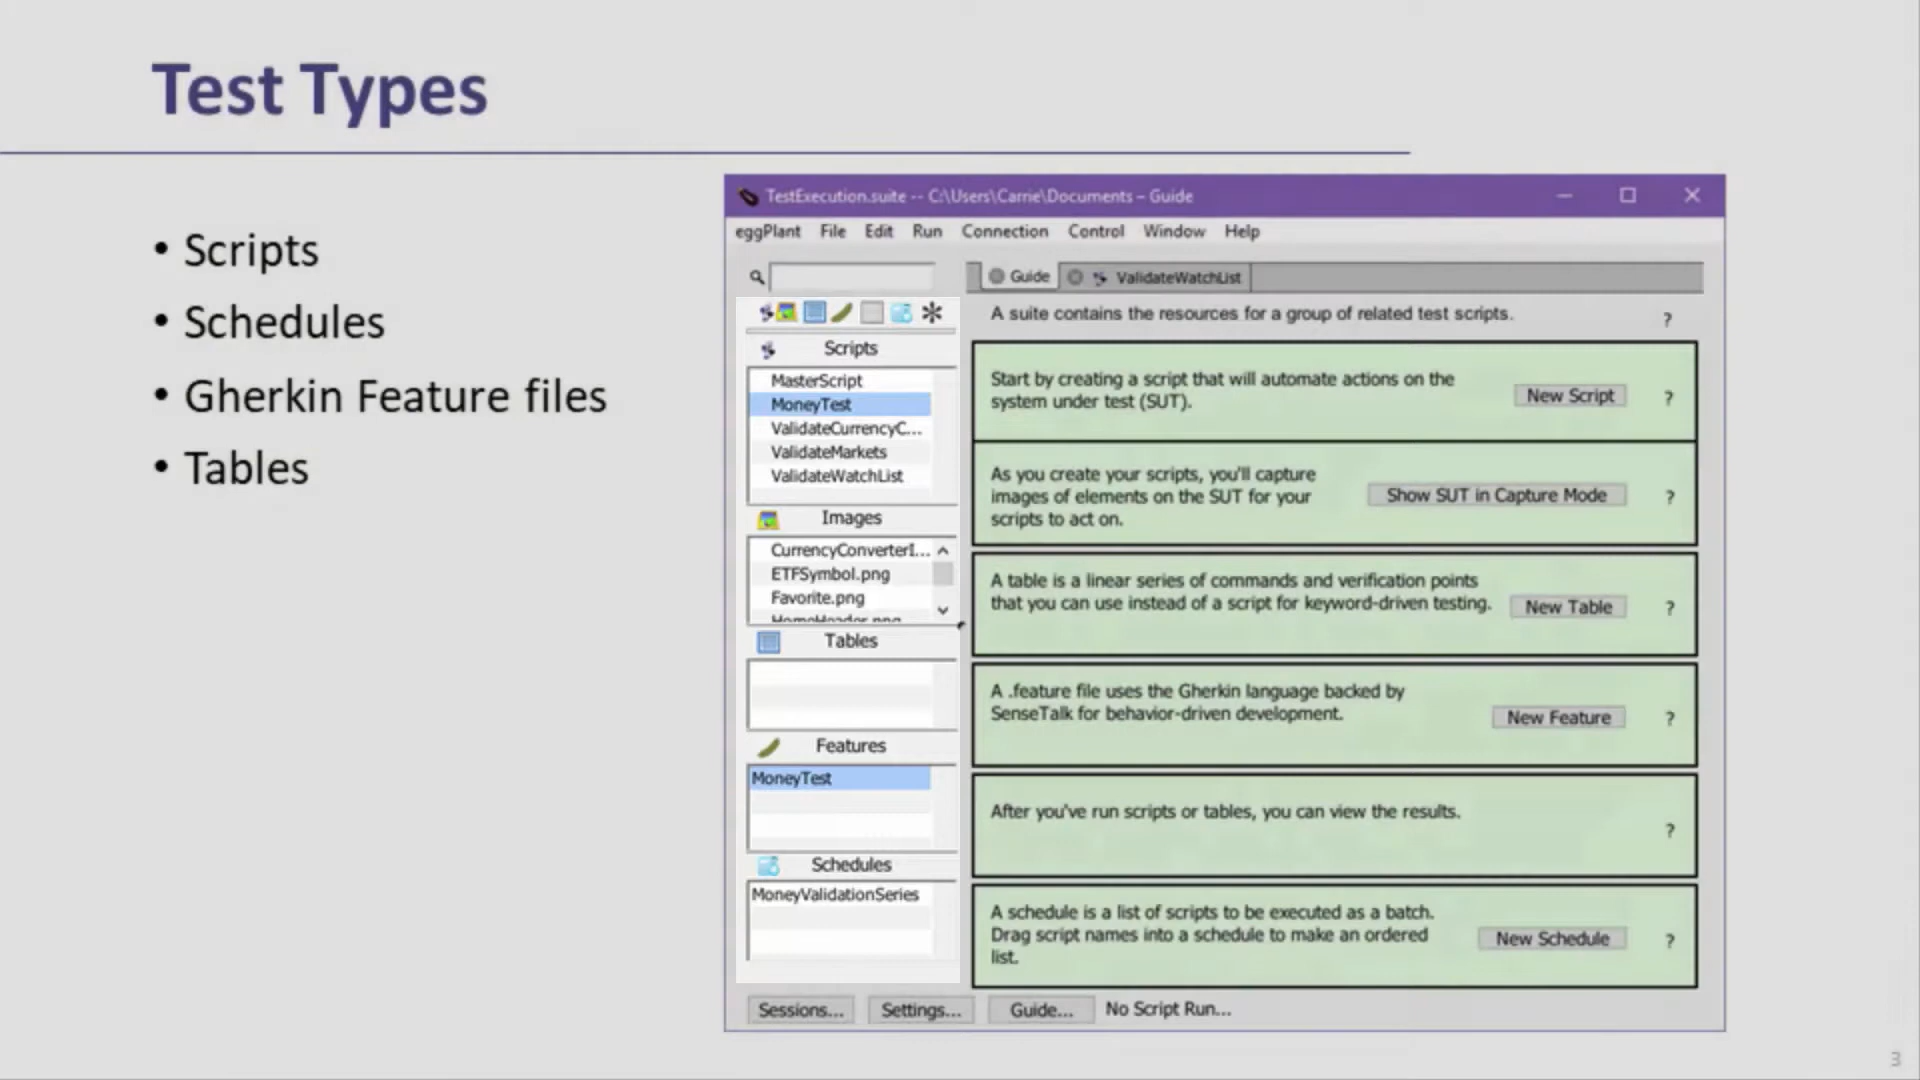 Test Types
• Scripts
• Schedules
• Gherkin Feature files
• Tables
TestExecution.suite -- C:\Users\Carrie\Documents – Guide
eggPlant File Edit Run Connection Control Window Help
Guide ValidateWatchList
Scripts
MasterScript
MoneyTest
ValidateCurrencyC...
ValidateMarkets
ValidateWatchList
Images
CurrencyConverterI...
ETFSymbol.png
Favorite.png
HomeHeader.png
Tables
Features
MoneyTest
Schedules
MoneyValidationSeries
A suite contains the resources for a group of related test scripts.
?
Start by creating a script that will automate actions on the
system under test (SUT).
New Script
?
As you create your scripts, you'll capture
images of elements on the SUT for your
scripts to act on.
Show SUT in Capture Mode
?
A table is a linear series of commands and verification points
that you can use instead of a script for keyword-driven testing.
New Table
?
A .feature file uses the Gherkin language backed by
SenseTalk for behavior-driven development.
New Feature
?
After you've run scripts or tables, you can view the results.
?
A schedule is a list of scripts to be executed as a batch.
Drag script names into a schedule to make an ordered
list.
New Schedule
?
Sessions... Settings... Guide... No Script Run...
3